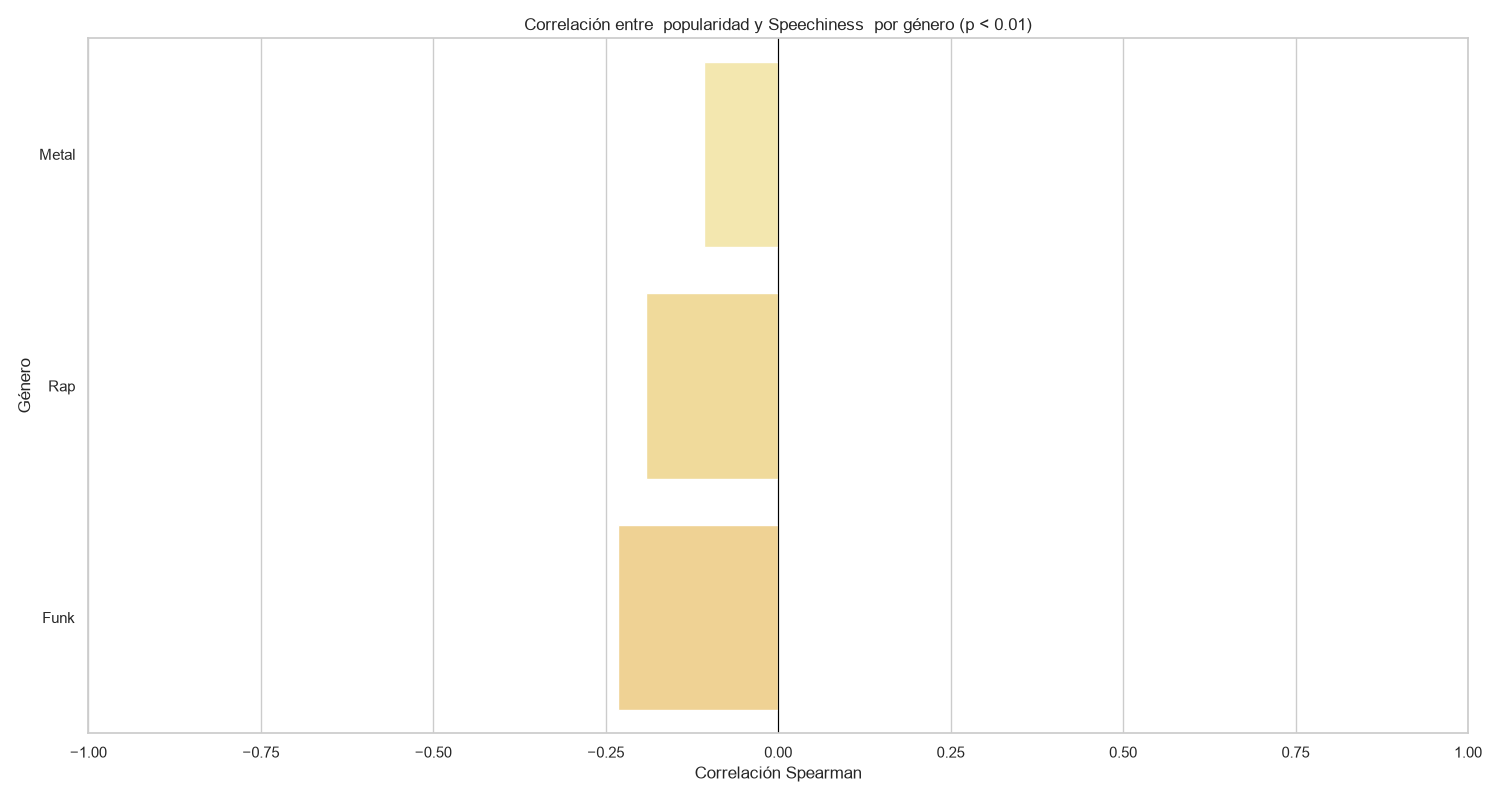 Correlación entre  popularidad y Speechiness  por género (p < 0.01)
Género
Metal
Rap
Funk
−1.00
−0.75
−0.50
−0.25
0.00
0.25
0.50
0.75
1.00
Correlación Spearman